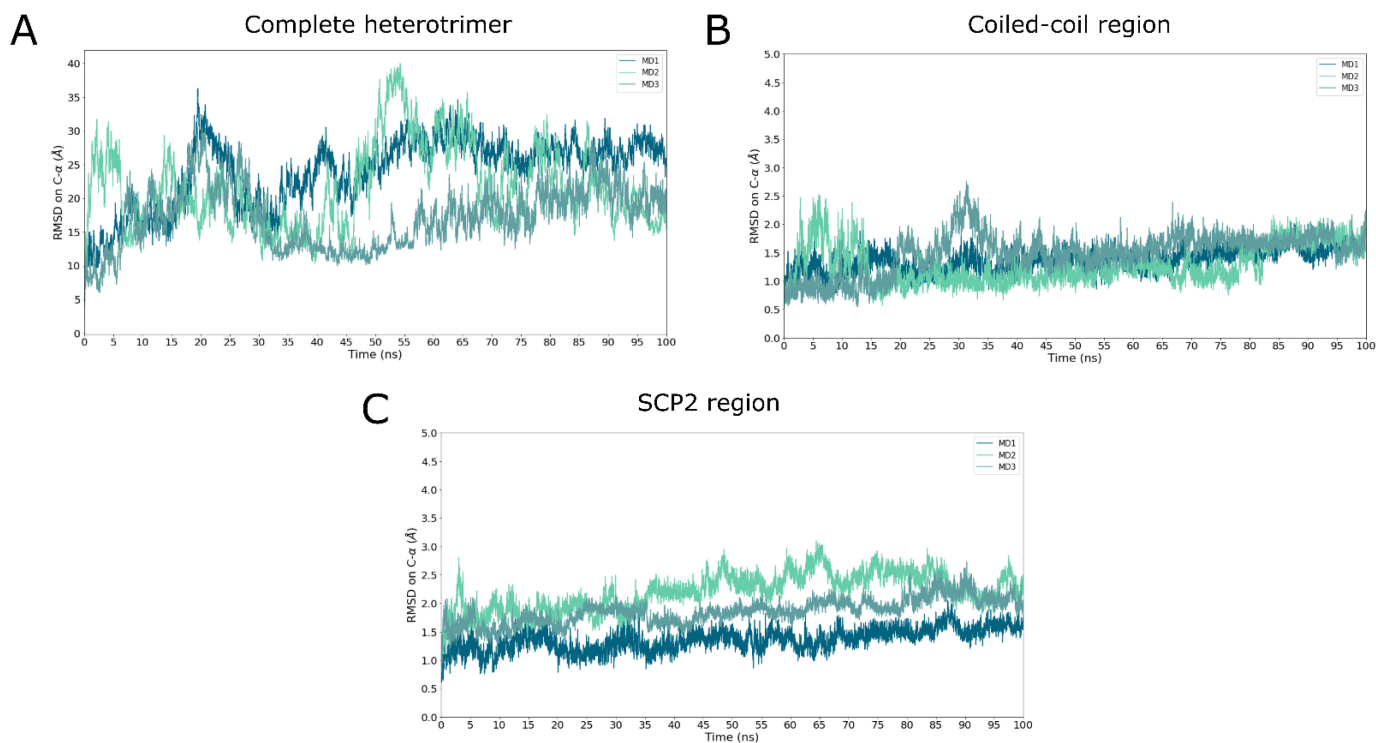 A
Complete heterotrimer
RMSD on C-α (Å)
40
35
30
25
20
15
10
5
0
MD1
MD2
MD3
0 5 10 15 20 25 30 35 40 45 50 55 60 65 70 75 80 85 90 95 100
Time (ns)
B
Coiled-coil region
RMSD on C-α (Å)
5.0
4.5
4.0
3.5
3.0
2.5
2.0
1.5
1.0
0.5
0.0
MD1
MD2
MD3
0 5 10 15 20 25 30 35 40 45 50 55 60 65 70 75 80 85 90 95 100
Time (ns)
C
SCP2 region
RMSD on C-α (Å)
5.0
4.5
4.0
3.5
3.0
2.5
2.0
1.5
1.0
0.5
0.0
MD1
MD2
MD3
0 5 10 15 20 25 30 35 40 45 50 55 60 65 70 75 80 85 90 95 100
Time (ns)